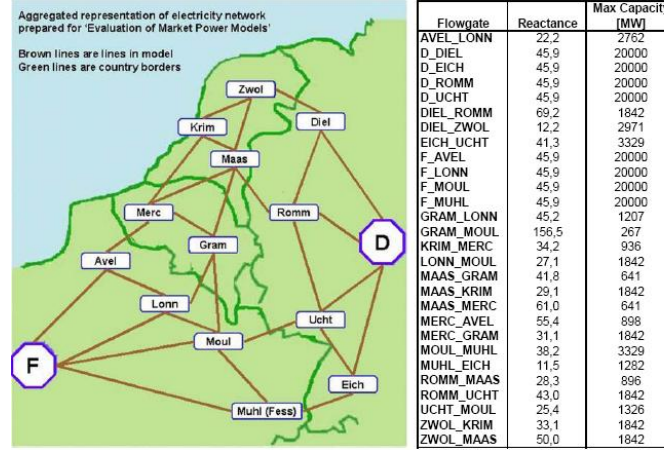 Aggregated representation of electricity network
prepared for 'Evaluation of Market Power Models'
Brown lines are lines in model
Green lines are country borders
Zwol
Diel
Krim
Maas
Merc
Romm
Gram
D
Avel
Lonn
Ucht
Moul
F
Eich
Muhl (Fess)
Flowgate Reactance Max Capacity [MW]
AVEL_LONN 22,2 2762
D_DIEL 45,9 20000
D_EICH 45,9 20000
D_ROMM 45,9 20000
D_UCHT 45,9 20000
DIEL_ROMM 69,2 1842
DIEL_ZWOL 12,2 2971
EICH_UCHT 41,3 3329
F_AVEL 45,9 20000
F_LONN 45,9 20000
F_MOUL 45,9 20000
F_MUHL 45,9 20000
GRAM_LONN 45,2 1207
GRAM_MOUL 156,5 267
KRIM_MERC 34,2 936
LONN_MOUL 27,1 1842
MAAS_GRAM 41,8 641
MAAS_KRIM 29,1 1842
MAAS_MERC 61,0 641
MERC_AVEL 55,4 898
MERC_GRAM 31,1 1842
MOUL_MUHL 38,2 3329
MUHL_EICH 11,5 1282
ROMM_MAAS 28,3 896
ROMM_UCHT 43,0 1842
UCHT_MOUL 25,4 1326
ZWOL_KRIM 33,1 1842
ZWOL_MAAS 50,0 1842